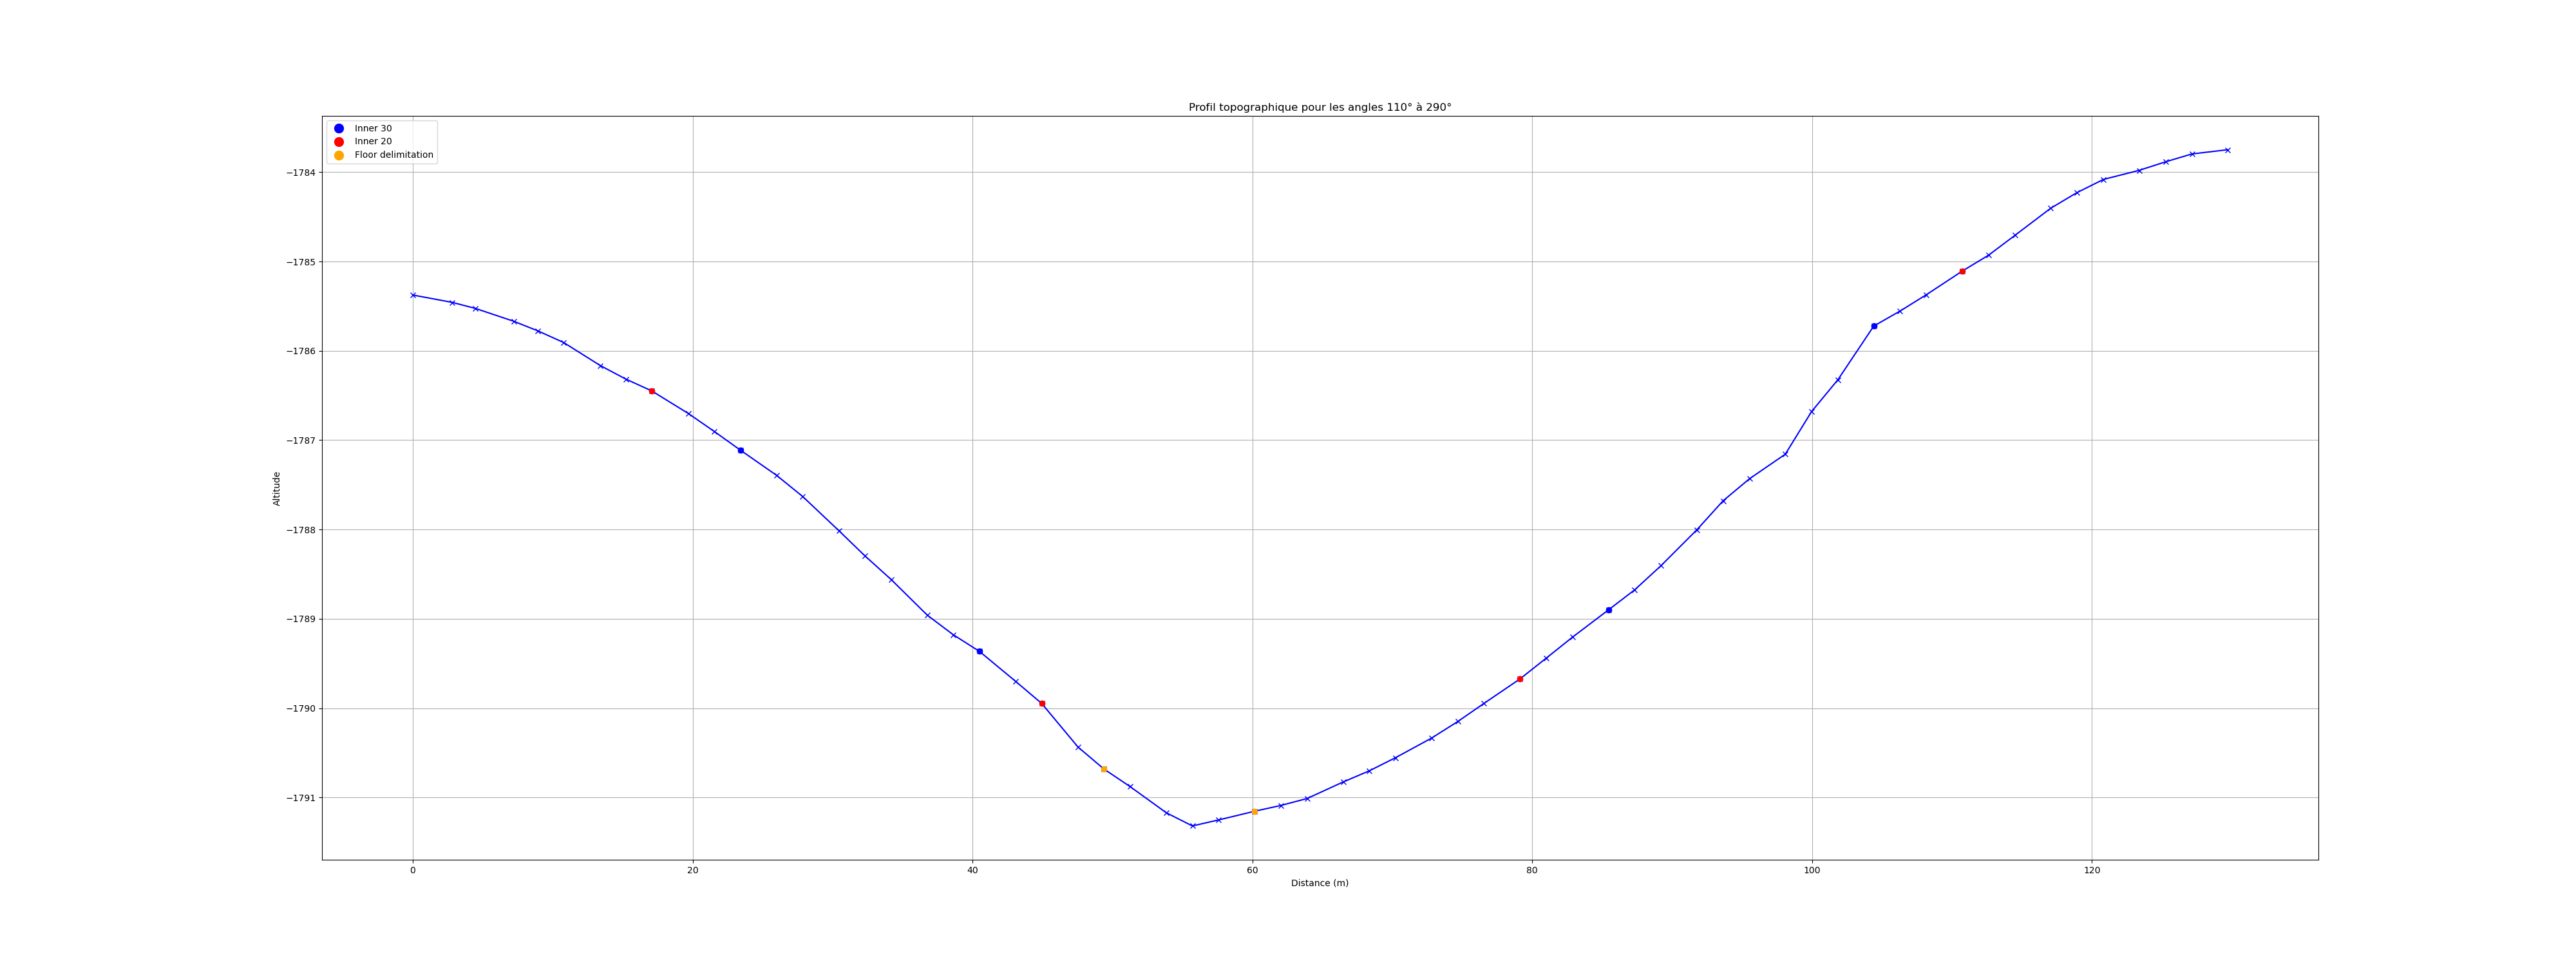 Profil topographique pour les angles 110° à 290°
Inner 30
Inner 20
Floor delimitation
−1784
−1785
−1786
−1787
−1788
−1789
−1790
−1791
Altitude
0 20 40 60 80 100 120
Distance (m)